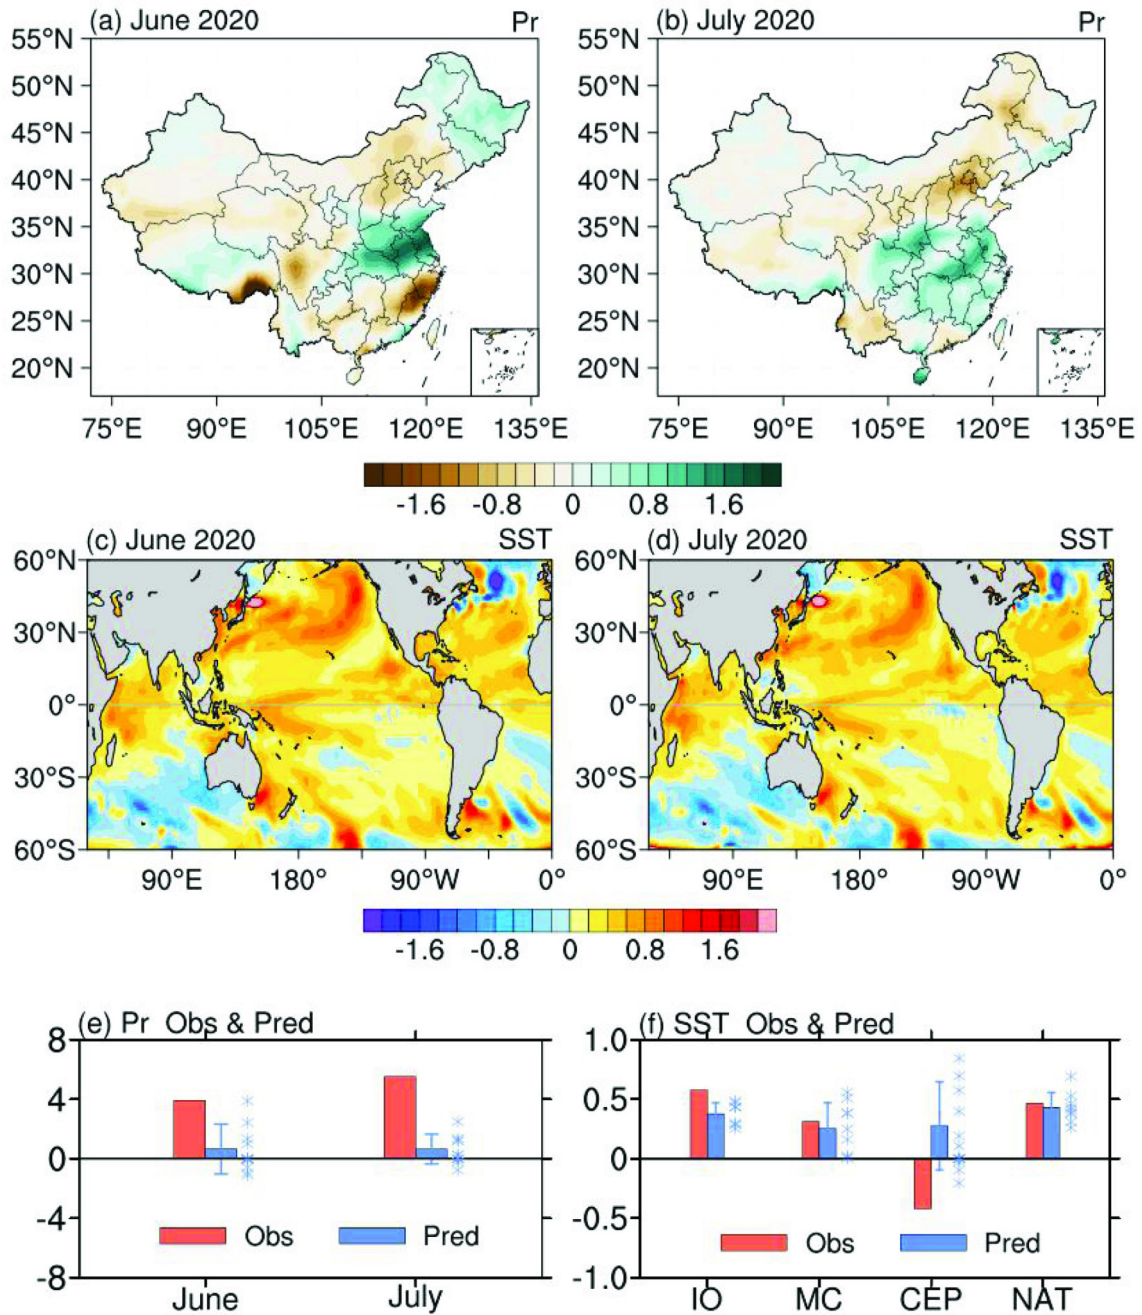 (a) June 2020 Pr
55°N
50°N
45°N
40°N
35°N
30°N
25°N
20°N
75°E 90°E 105°E 120°E 135°E
(b) July 2020 Pr
55°N
50°N
45°N
40°N
35°N
30°N
25°N
20°N
75°E 90°E 105°E 120°E 135°E
-1.6 -0.8 0 0.8 1.6
(c) June 2020 SST
60°N
30°N
0°
30°S
60°S
90°E 180° 90°W 0°
(d) July 2020 SST
60°N
30°N
0°
30°S
60°S
90°E 180° 90°W 0°
-1.6 -0.8 0 0.8 1.6
(e) Pr Obs & Pred
8
4
0
-4
-8
Obs Pred
June July
(f) SST Obs & Pred
1.0
0.5
0
-0.5
-1.0
Obs Pred
IO MC CEP NAT